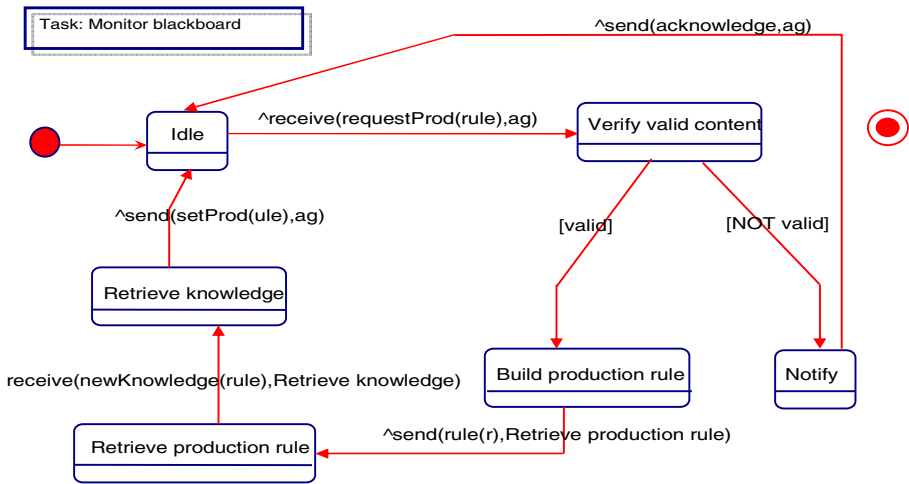 Task: Monitor blackboard
^send(acknowledge,ag)
Idle
^receive(requestProd(rule),ag)
Verify valid content
^send(setProd(ule),ag)
[valid]
[NOT valid]
Retrieve knowledge
receive(newKnowledge(rule),Retrieve knowledge)
Build production rule
Notify
^send(rule(r),Retrieve production rule)
Retrieve production rule